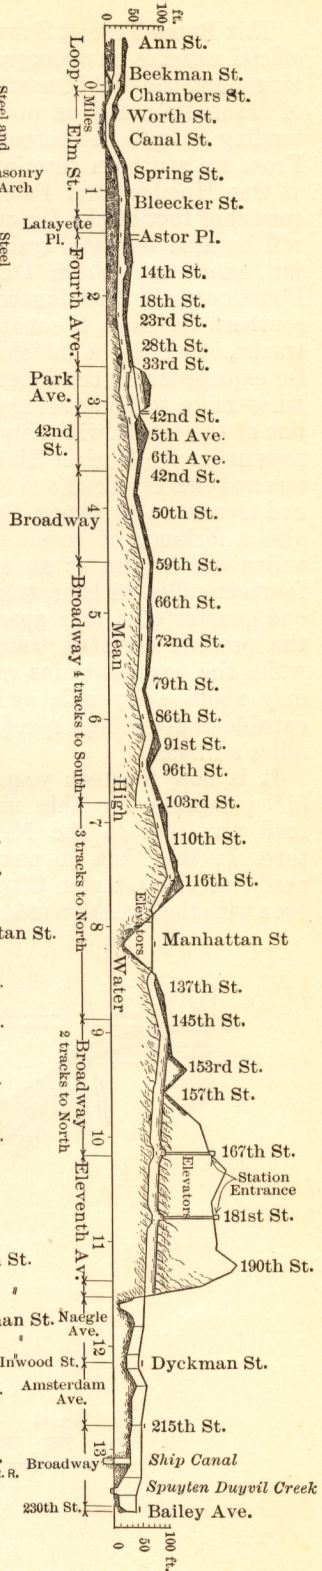 0 50 100 ft.
Ann St.
Beekman St.
Chambers St.
Worth St.
Canal St.
Spring St.
Bleecker St.
Astor Pl.
14th St.
18th St.
23rd St.
28th St.
33rd St.
42nd St.
5th Ave.
6th Ave.
42nd St.
50th St.
59th St.
66th St.
72nd St.
79th St.
86th St.
91st St.
96th St.
103rd St.
110th St.
116th St.
Manhattan St
137th St.
145th St.
153rd St.
157th St.
167th St.
Station
Entrance
181st St.
190th St.
Dyckman St.
215th St.
Ship Canal
Spuyten Duyvil Creek
Bailey Ave.
0 50 100 ft.
Loop
Elm St.
Latayette
Pl.
Fourth Ave.
Park
Ave.
42nd
St.
Broadway
Broadway 4 tracks to South
3 tracks to North
Broadway
2 tracks to North
Eleventh Av.
Naegle
Ave.
Inwood St.
Amsterdam
Ave.
Broadway
230th St.
0 Miles 1 2 3 4 5 6 7 8 9 10 11 12 13
Mean High Water
Elevators
Elevators
Steel and
asonry
Arch
Steel
tan St.
St.
"
nan St.
"
"
R.